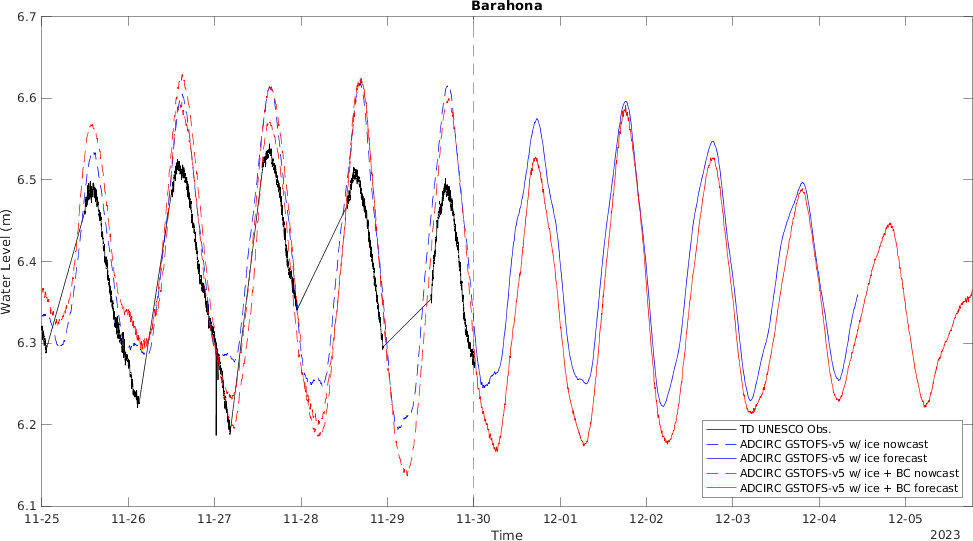 Barahona
6.7
6.6
6.5
6.4
6.3
6.2
6.1
Water Level (m)
TD UNESCO Obs.
ADCIRC GSTOFS-v5 w/ ice nowcast
ADCIRC GSTOFS-v5 w/ ice forecast
ADCIRC GSTOFS-v5 w/ ice + BC nowcast
ADCIRC GSTOFS-v5 w/ ice + BC forecast
11-25 11-26 11-27 11-28 11-29 11-30 12-01 12-02 12-03 12-04 12-05
Time
2023